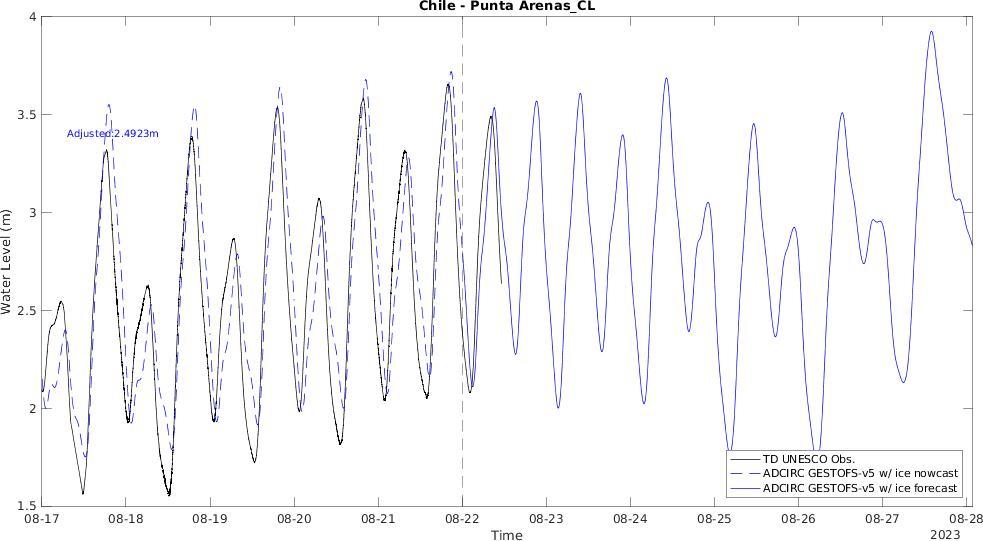 Chile - Punta Arenas_CL
4
3.5
3
2.5
2
1.5
Water Level (m)
Adjusted:2.4923m
TD UNESCO Obs.
ADCIRC GESTOFS-v5 w/ ice nowcast
ADCIRC GESTOFS-v5 w/ ice forecast
08-17 08-18 08-19 08-20 08-21 08-22 08-23 08-24 08-25 08-26 08-27 08-28
Time
2023